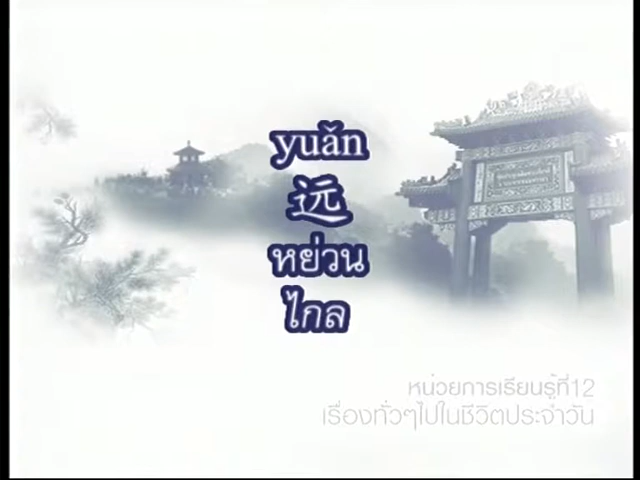 yuǎn
远
หย่วน
ไกล
หน่วยการเรียนรู้ที่12
เรื่องทั่วๆไปในชีวิตประจำวัน